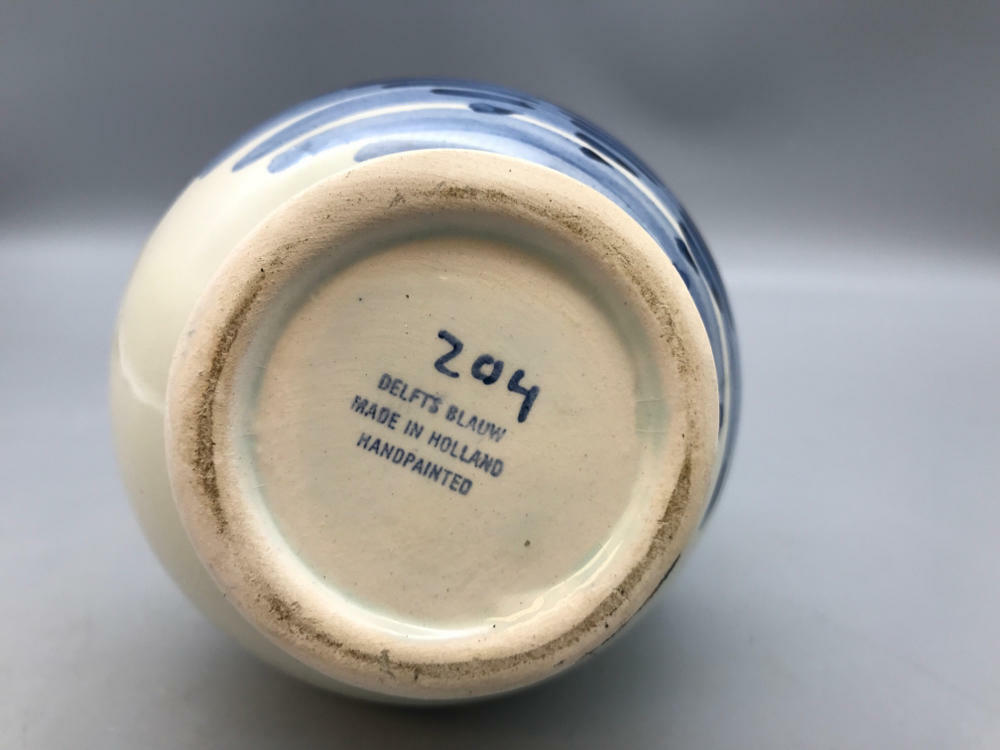 204
DELFTS BLAUW
MADE IN HOLLAND
HANDPAINTED